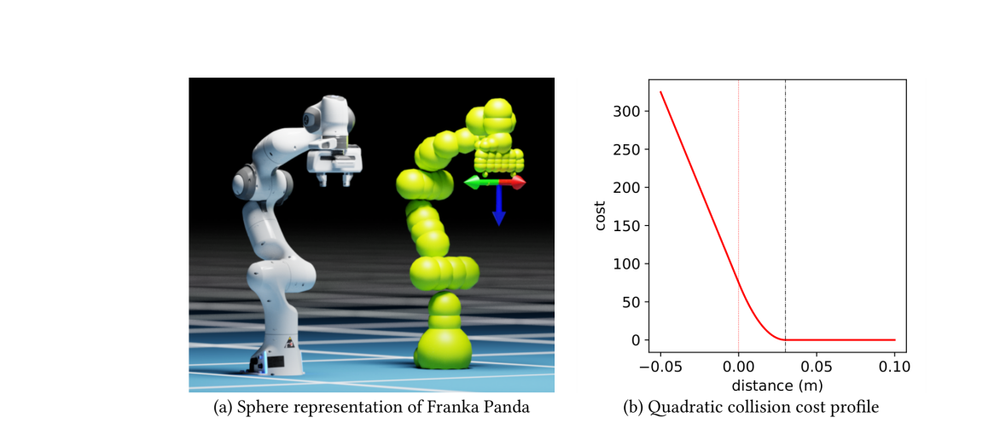 300
250
200
150
100
50
0
cost
−0.05 0.00 0.05 0.10
distance (m)
(a) Sphere representation of Franka Panda
(b) Quadratic collision cost profile